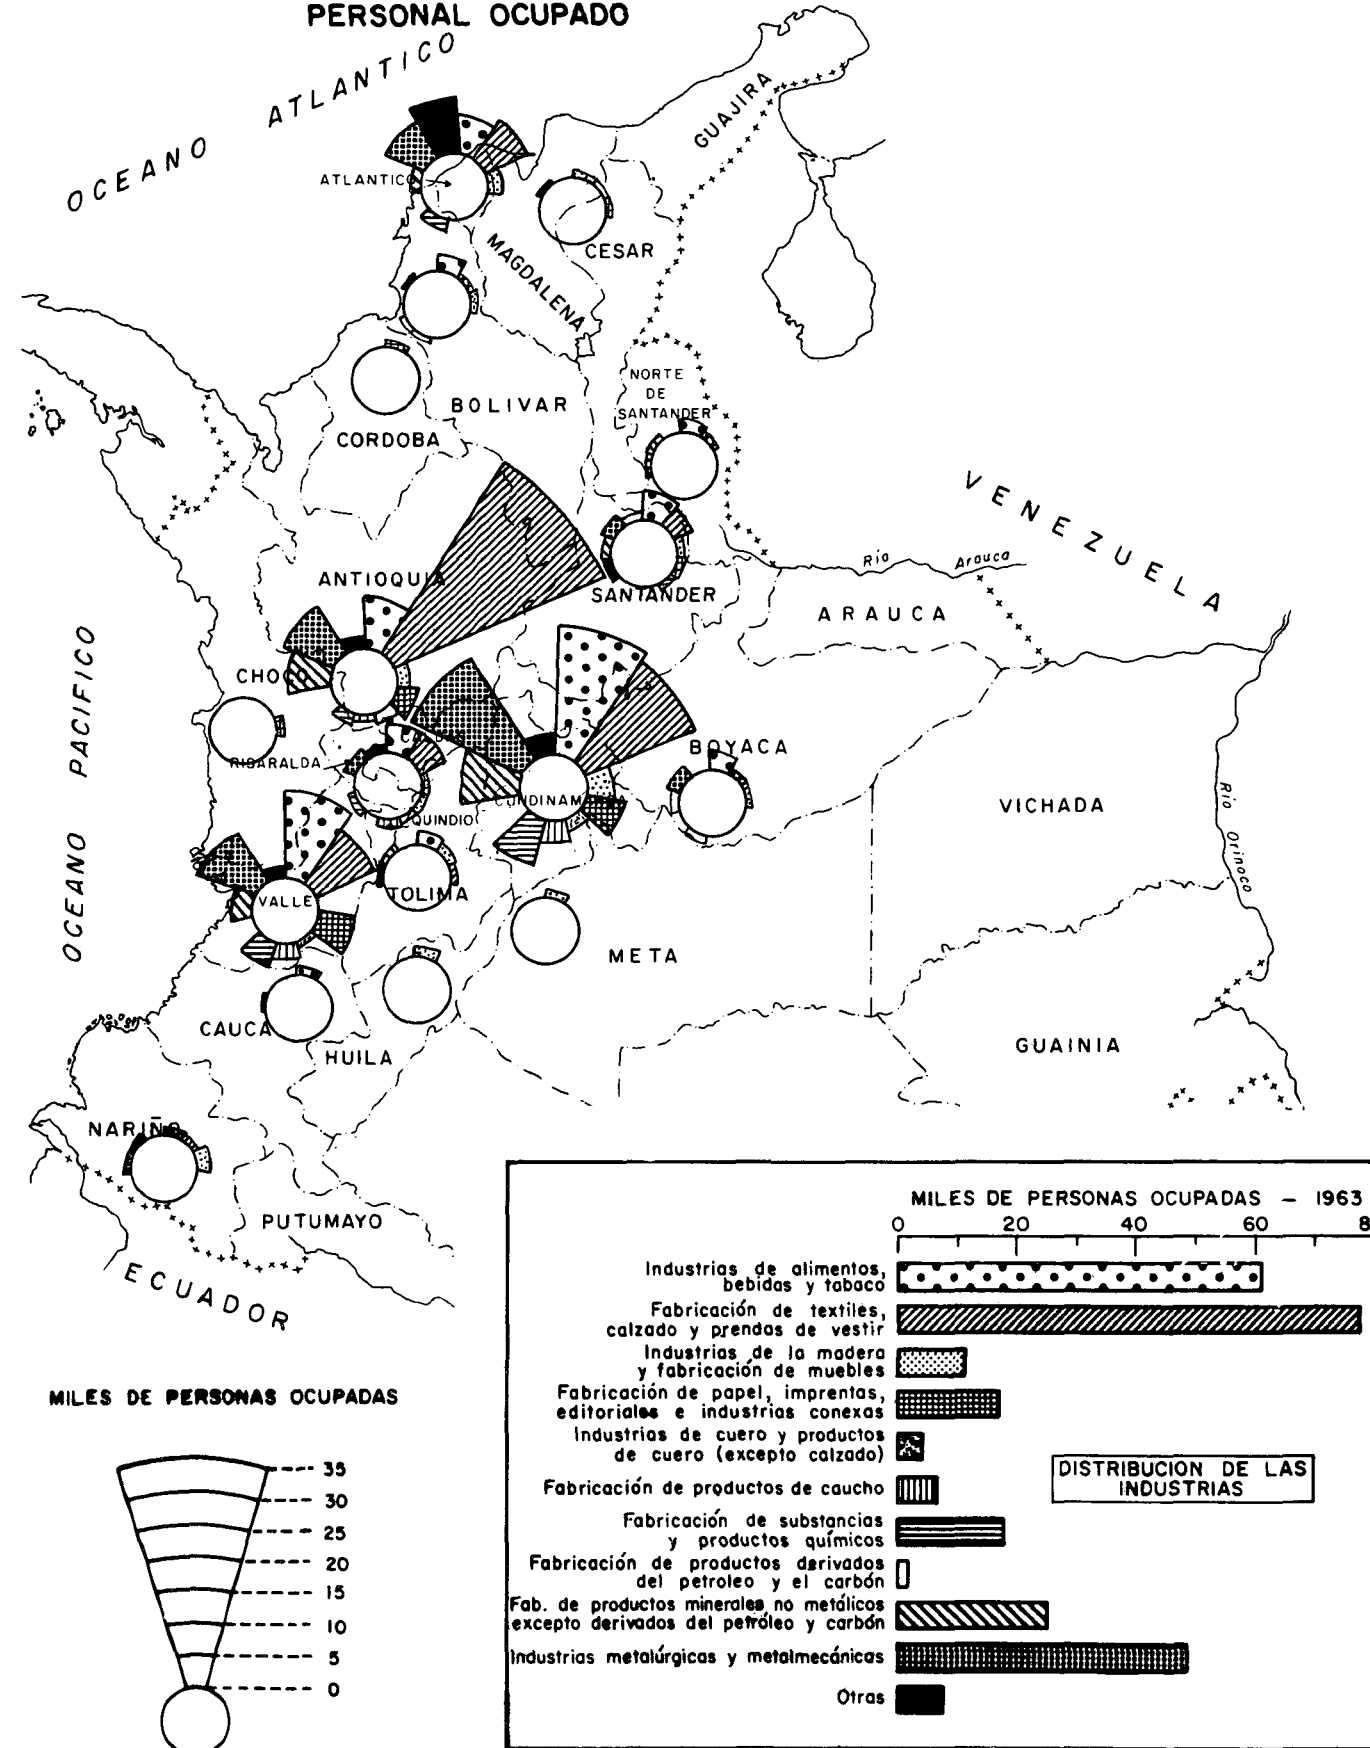 PERSONAL OCUPADO
OCEANO ATLANTICO
GUAJIRA
ATLANTICO
CESAR
MAGDALENA
NORTE
DE
SANTANDER
BOLIVAR
CORDOBA
VENEZUELA
Río Arauca
ANTIOQUIA
SANTANDER
ARAUCA
OCEANO PACIFICO
CHOCO
BOYACA
RISARALDA
CALDAS
CUNDINAMARCA
VICHADA
Río Orinoco
QUINDIO
TOLIMA
VALLE
META
CAUCA
HUILA
GUAINIA
NARIÑO
PUTUMAYO
ECUADOR
MILES DE PERSONAS OCUPADAS
35
30
25
20
15
10
5
0
MILES DE PERSONAS OCUPADAS – 1963
0 20 40 60 8
Industrias de alimentos,
bebidas y tabaco
Fabricación de textiles,
calzado y prendas de vestir
Industrias de la madera
y fabricación de muebles
Fabricación de papel, imprentas,
editoriales e industrias conexas
Industrias de cuero y productos
de cuero (excepto calzado)
Fabricación de productos de caucho
Fabricación de substancias
y productos químicos
Fabricación de productos derivados
del petroleo y el carbón
Fab. de productos minerales no metálicos
excepto derivados del petróleo y carbón
Industrias metalúrgicas y metalmecánicas
Otras
DISTRIBUCION DE LAS
INDUSTRIAS